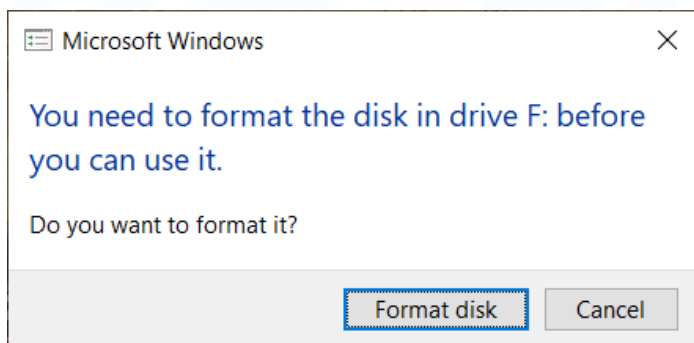 Microsoft Windows
You need to format the disk in drive F: before
you can use it.
Do you want to format it?
Format disk
Cancel